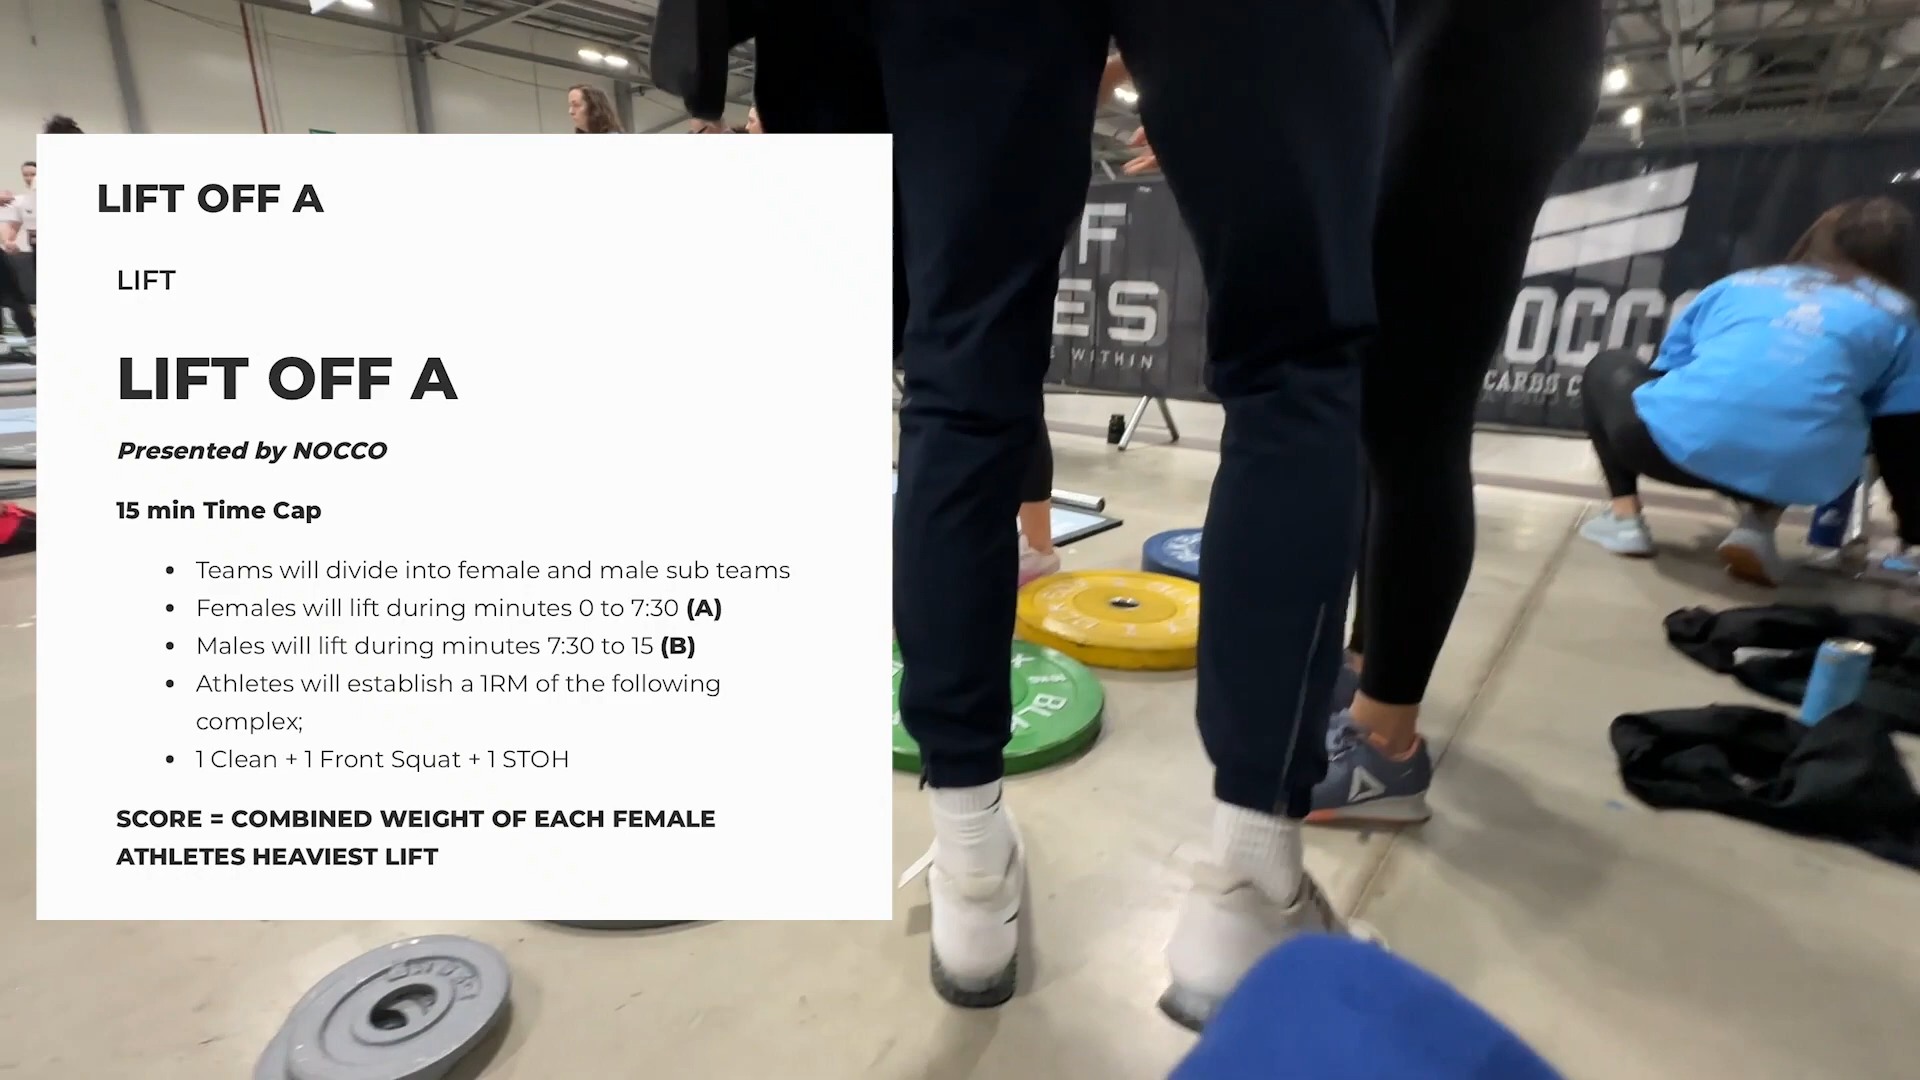 LIFT OFF A
LIFT
LIFT OFF A
Presented by NOCCO
15 min Time Cap
• Teams will divide into female and male sub teams
• Females will lift during minutes 0 to 7:30 (A)
• Males will lift during minutes 7:30 to 15 (B)
• Athletes will establish a 1RM of the following
complex;
• 1 Clean + 1 Front Squat + 1 STOH
SCORE = COMBINED WEIGHT OF EACH FEMALE
ATHLETES HEAVIEST LIFT
F
ES
WITHIN
OCCO
CARBS